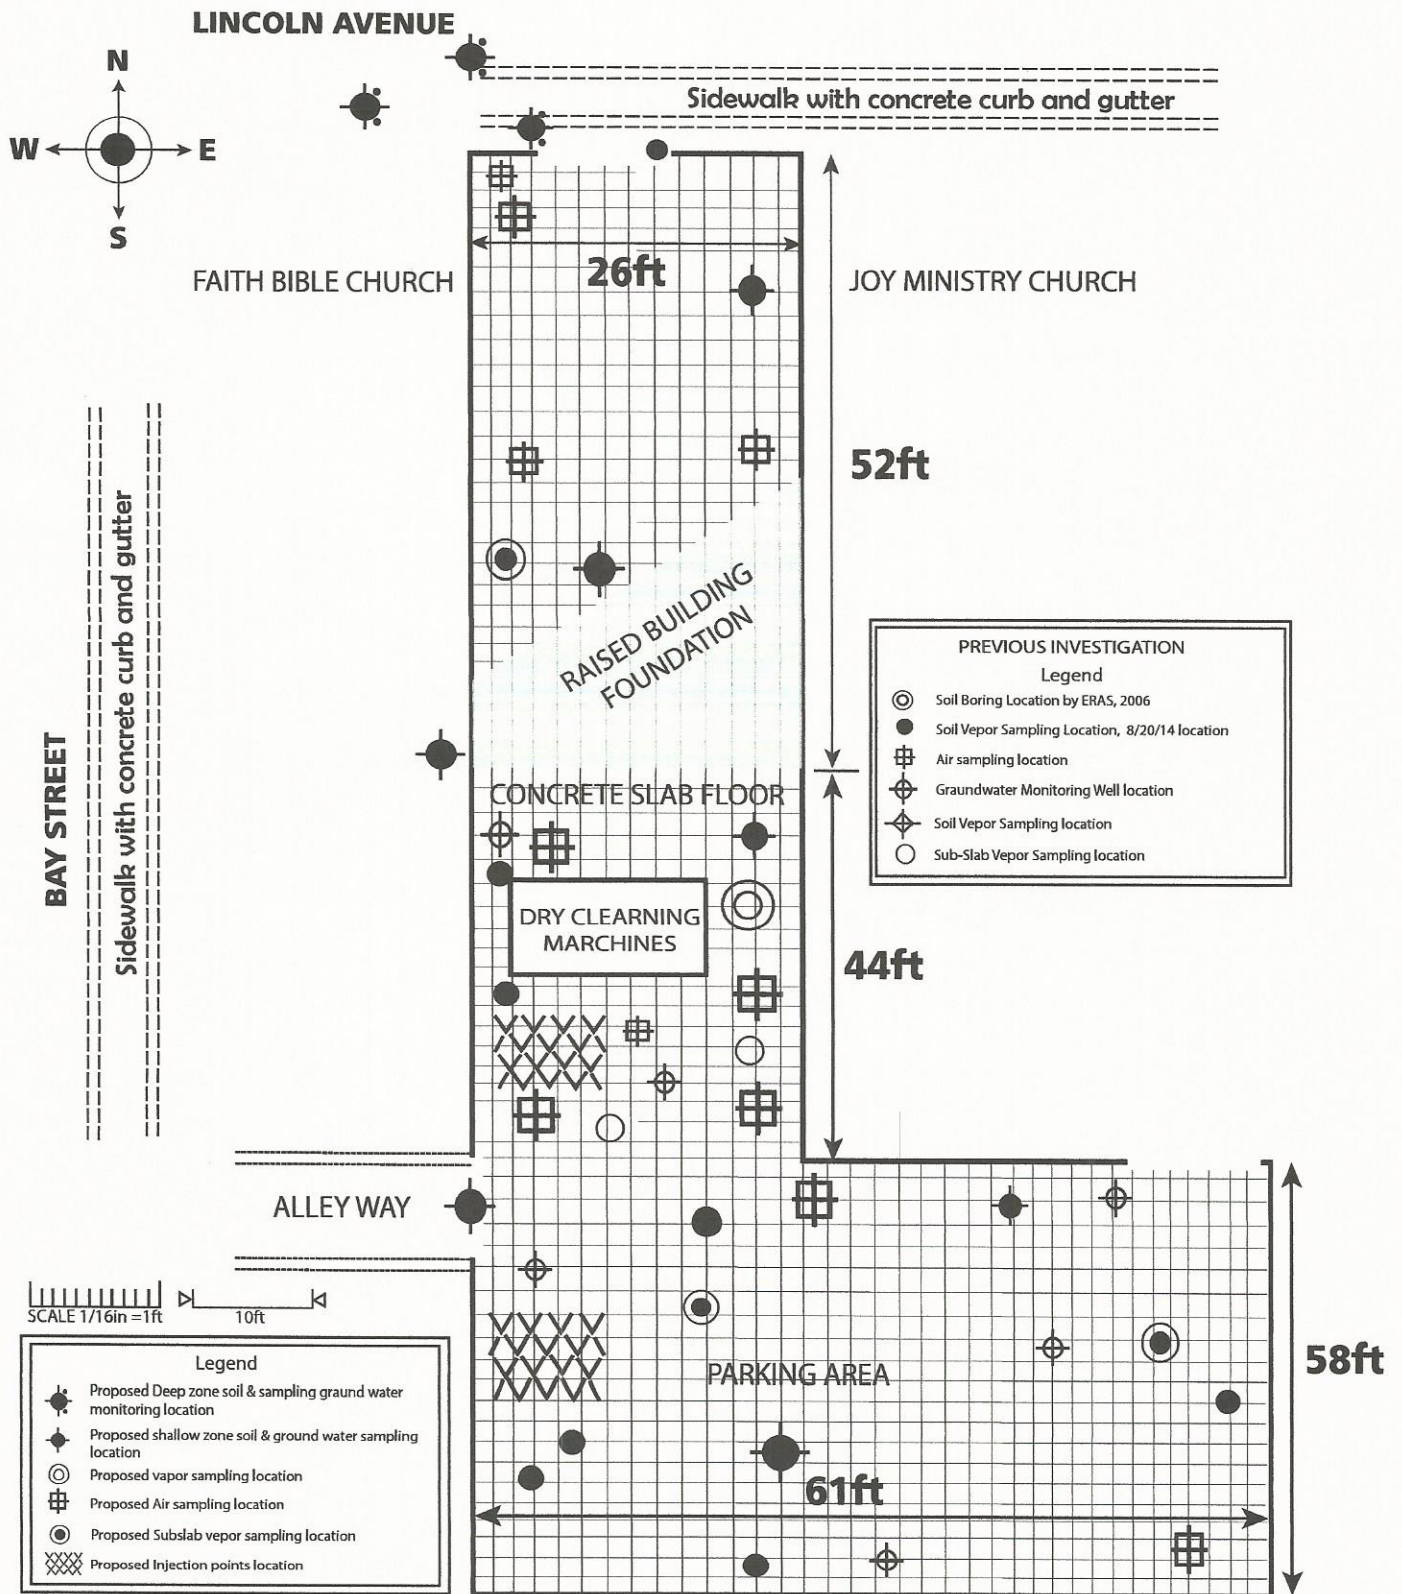 LINCOLN AVENUE
N
W
E
S
Sidewalk with concrete curb and gutter
26ft
FAITH BIBLE CHURCH
JOY MINISTRY CHURCH
52ft
Sidewalk with concrete curb and gutter
BAY STREET
RAISED BUILDING
FOUNDATION
PREVIOUS INVESTIGATION
Legend
Soil Boring Location by ERAS, 2006
Soil Vepor Sampling Location, 8/20/14 location
Air sampling location
Graundwater Monitoring Well location
Soil Vepor Sampling location
Sub-Slab Vepor Sampling location
CONCRETE SLAB FLOOR
DRY CLEARNING
MARCHINES
44ft
ALLEY WAY
SCALE 1/16in =1ft
10ft
PARKING AREA
58ft
61ft
Legend
Proposed Deep zone soil & sampling ground water
monitoring location
Proposed shallow zone soil & ground water sampling
location
Proposed vapor sampling location
Proposed Air sampling location
Proposed Subslab vepor sampling location
Proposed Injection points location